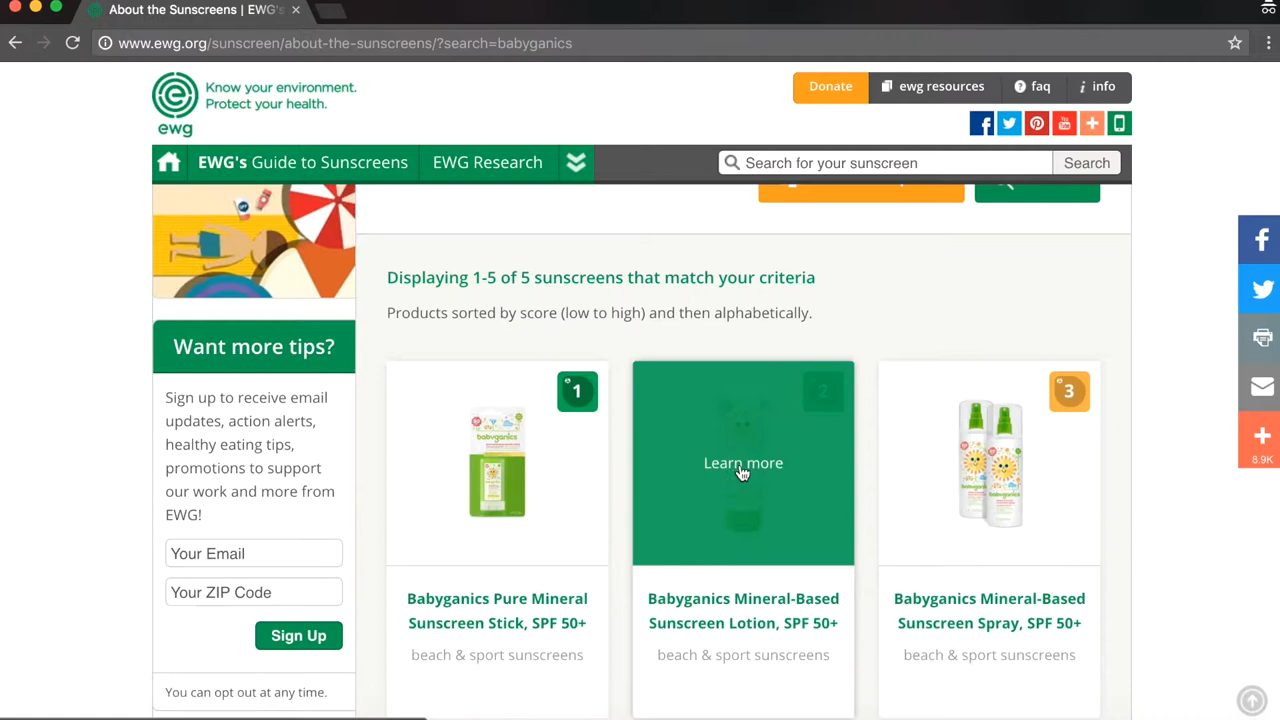 About the Sunscreens | EWG's
www.ewg.org/sunscreen/about-the-sunscreens/?search=babyganics
Know your environment.
Protect your health.
ewg
Donate
ewg resources
faq
info
EWG's Guide to Sunscreens
EWG Research
Search for your sunscreen
Search
Displaying 1-5 of 5 sunscreens that match your criteria
Products sorted by score (low to high) and then alphabetically.
Want more tips?
Sign up to receive email
updates, action alerts,
healthy eating tips,
promotions to support
our work and more from
EWG!
Your Email
Your ZIP Code
Sign Up
You can opt out at any time.
1
babyganics
2
Learn more
3
babyganics
Babyganics Pure Mineral
Sunscreen Stick, SPF 50+
beach & sport sunscreens
Babyganics Mineral-Based
Sunscreen Lotion, SPF 50+
beach & sport sunscreens
Babyganics Mineral-Based
Sunscreen Spray, SPF 50+
beach & sport sunscreens
8.9K